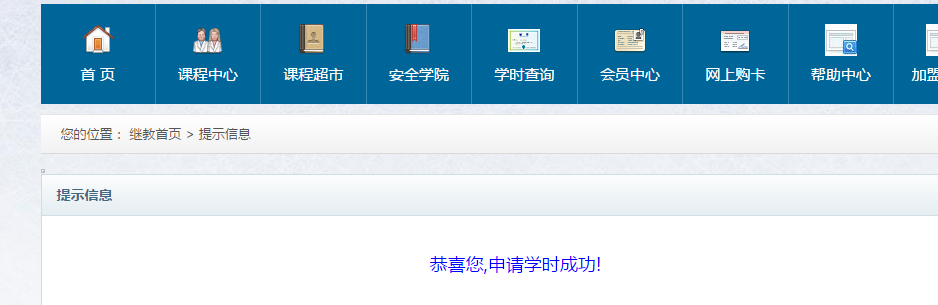 首 页 课程中心 课程超市 安全学院 学时查询 会员中心 网上购卡 帮助中心 加盟
您的位置： 继教首页 > 提示信息
提示信息
恭喜您,申请学时成功!